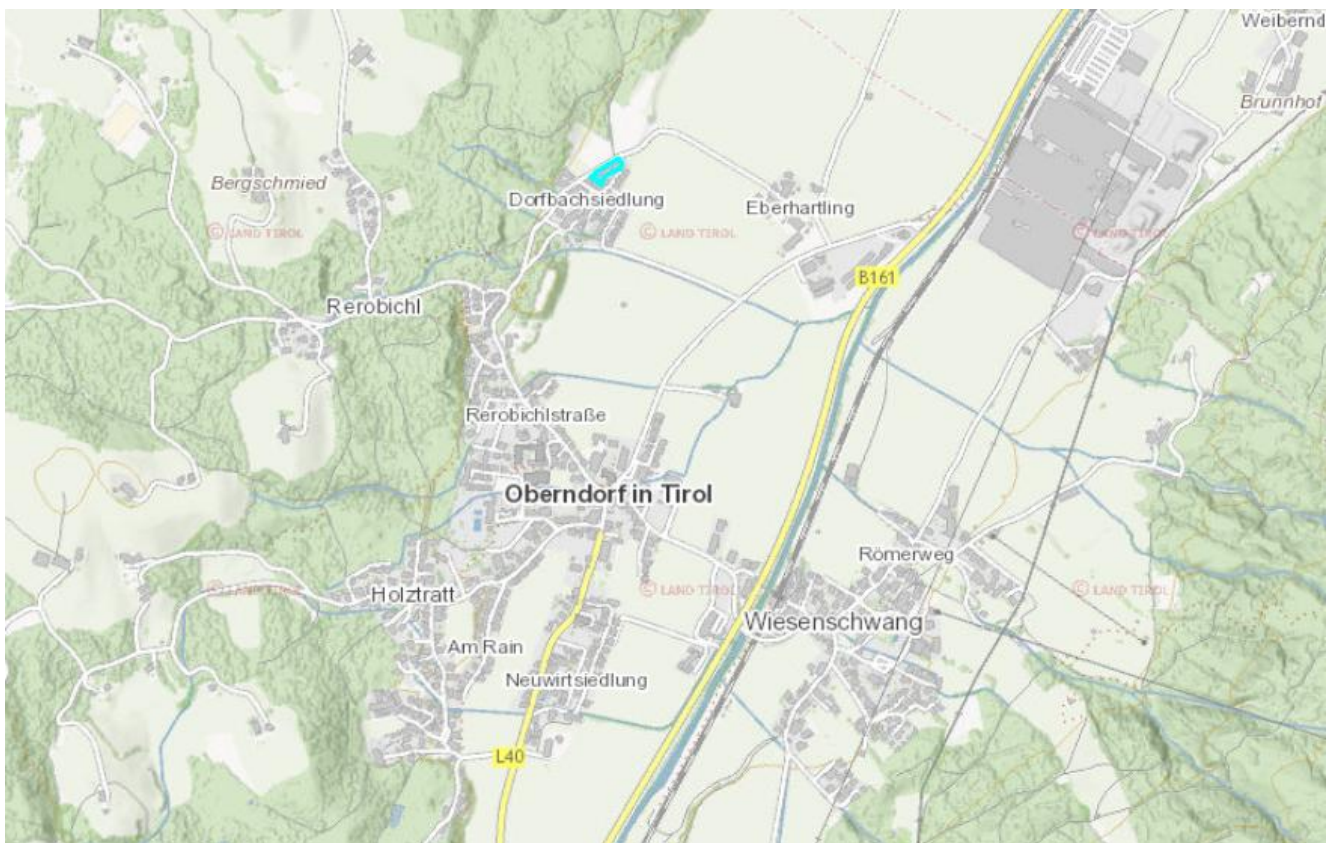 Weibernd
Brunnhof
Bergschmied
Dorfbachsiedlung
Eberhartling
© LAND TIROL
© LAND TIROL
© LAND TIROL
B161
Rerobichl
Rerobichlstraße
Oberndorf in Tirol
Römerweg
Holztratt
© LAND TIROL
© LAND TIROL
© LAND TIROL
Wiesenschwang
Am Rain
Neuwirtsiedlung
L40